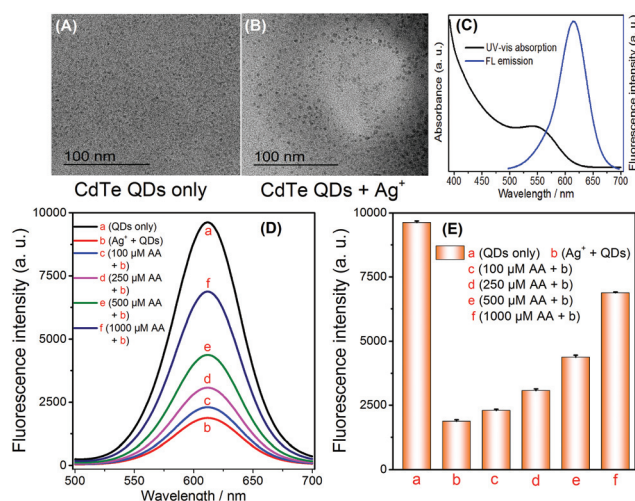 (A)
100 nm
CdTe QDs only
(B)
100 nm
CdTe QDs + Ag⁺
(C)
UV-vis absorption
FL emission
Absorbance (a. u.)
Fluorescence intensity (a. u.)
400 450 500 550 600 650 700
Wavelength / nm
(D)
Fluorescence intensity (a. u.)
10000
7500
5000
2500
0
a (QDs only)
b (Ag⁺ + QDs)
c (100 μM AA
+ b)
d (250 μM AA
+ b)
e (500 μM AA
+ b)
f (1000 μM AA
+ b)
a
f
e
d
c
b
500 550 600 650 700
Wavelength / nm
(E)
Fluorescence intensity (a. u.)
10000
7500
5000
2500
0
a (QDs only) b (Ag⁺ + QDs)
c (100 μM AA + b)
d (250 μM AA + b)
e (500 μM AA + b)
f (1000 μM AA + b)
a b c d e f